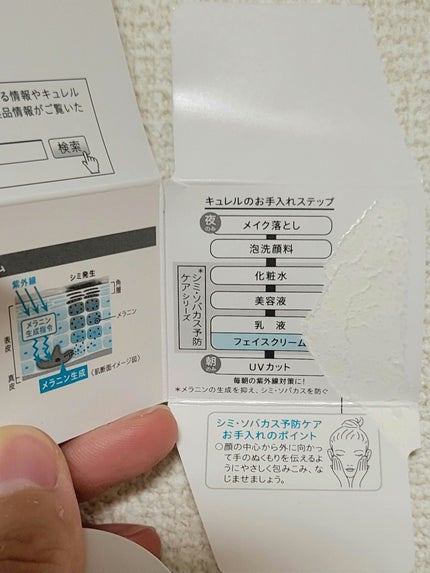 る情報やキュレル
品情報がご覧いた
検索
紫外線
シミ発生
角層
メラニン生成指令
メラニン
表皮
真皮
メラニン生成
(肌断面イメージ図)
キュレルのお手入れステップ
夜のみ
メイク落とし
泡洗顔料
*シミ・ソバカス予防
ケアシリーズ
化粧水
美容液
乳 液
フェイスクリーム
朝のみ
UVカット
毎朝の紫外線対策に!
*メラニンの生成を抑え、シミ・ソバカスを防ぐ
シミ・ソバカス予防ケア
お手入れのポイント
○顔の中心から外に向かっ
て手のぬくもりを伝えるよ
うにやさしく包みこみ、な
じませましょう。